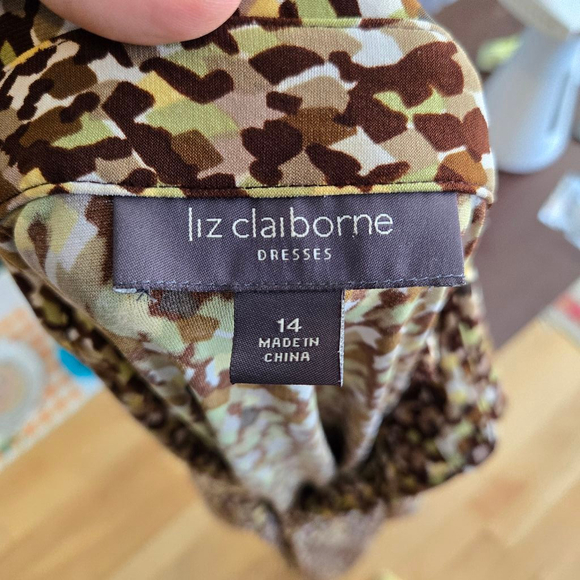 liz claiborne
DRESSES
14
MADE IN
CHINA